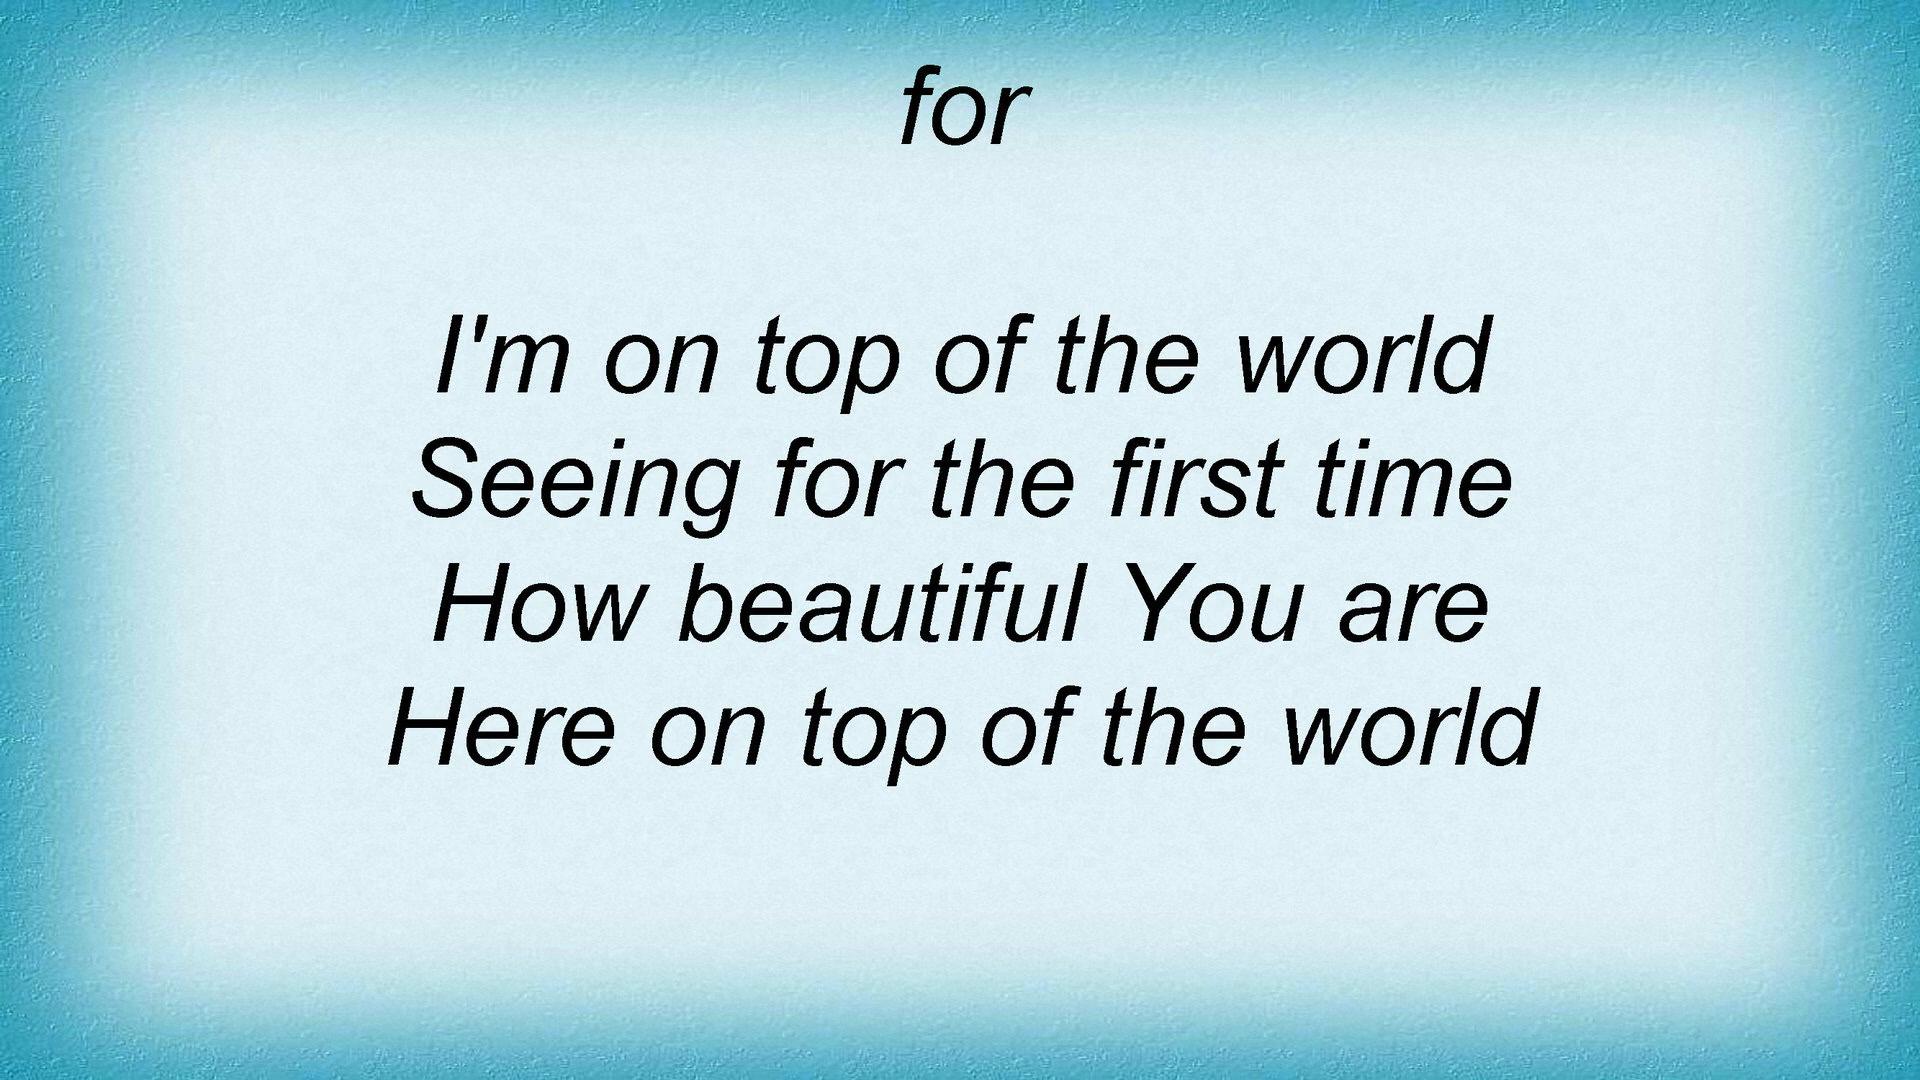 for
I'm on top of the world
Seeing for the first time
How beautiful You are
Here on top of the world